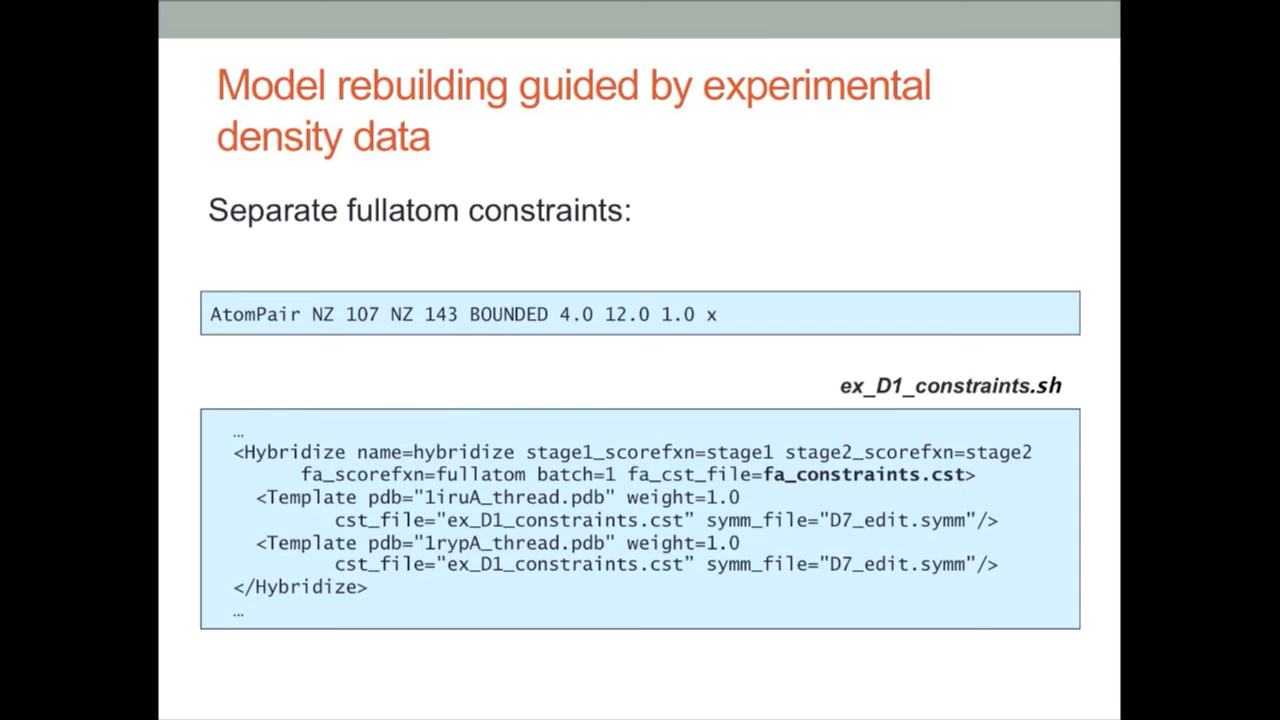 Model rebuilding guided by experimental
density data
Separate fullatom constraints:
AtomPair NZ 107 NZ 143 BOUNDED 4.0 12.0 1.0 x
ex_D1_constraints.sh
…
<Hybridize name=hybridize stage1_scorefxn=stage1 stage2_scorefxn=stage2
fa_scorefxn=fullatom batch=1 fa_cst_file=fa_constraints.cst>
<Template pdb="1iruA_thread.pdb" weight=1.0
cst_file="ex_D1_constraints.cst” symm_file="D7_edit.symm"/>
<Template pdb="1rypA_thread.pdb" weight=1.0
cst_file="ex_D1_constraints.cst” symm_file="D7_edit.symm"/>
</Hybridize>
…